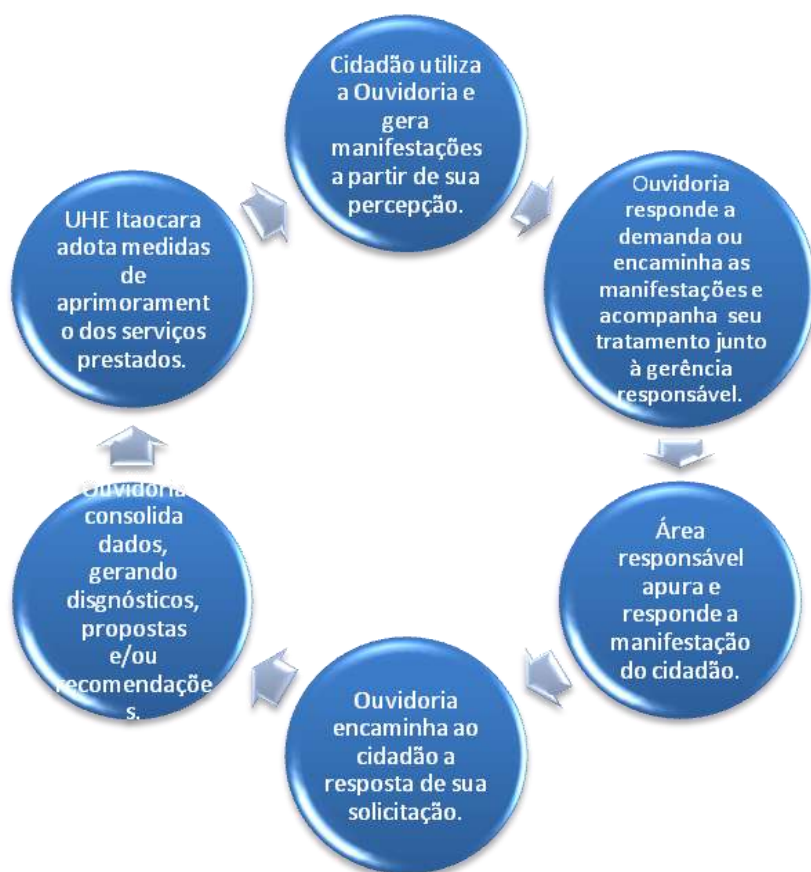 Cidadão utiliza
a Ouvidoria e
gera
manifestações
a partir de sua
percepção.
Ouvidoria
responde a
demanda ou
encaminha as
manifestações e
acompanha seu
tratamento junto
à gerência
responsável.
Área
responsável
apura e
responde a
manifestação
do cidadão.
Ouvidoria
encaminha ao
cidadão a
resposta de sua
solicitação.
Ouvidoria
consolida
dados,
gerando
disgnósticos,
propostas
e/ou
recomendaçõe
s.
UHE Itaocara
adota medidas
de
aprimorament
o dos serviços
prestados.